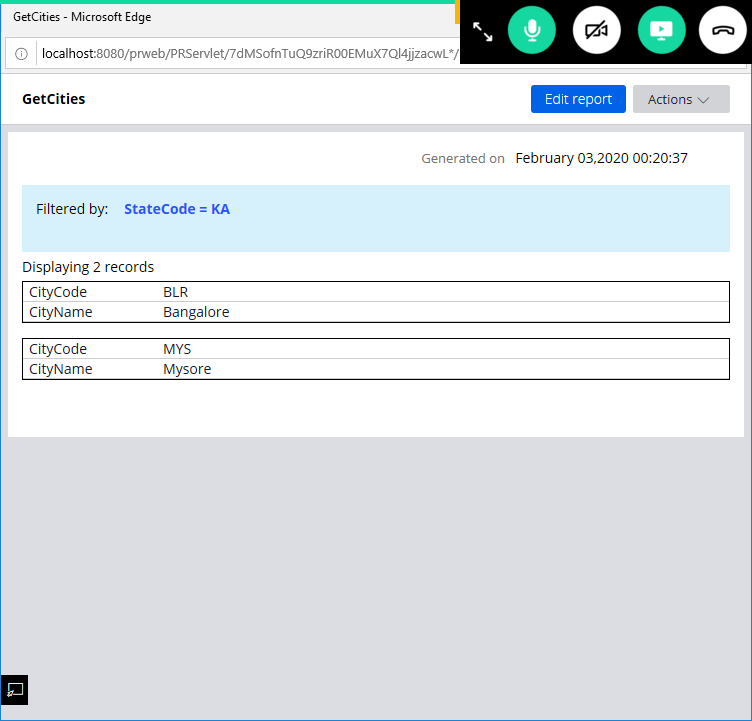 GetCities - Microsoft Edge
localhost:8080/prweb/PRServlet/7dMSofnTuQ9zriR00EMuX7Ql4jjzacwL*/
GetCities
Edit report
Actions
Generated on February 03,2020 00:20:37
Filtered by: StateCode = KA
Displaying 2 records
CityCode BLR
CityName Bangalore
CityCode MYS
CityName Mysore